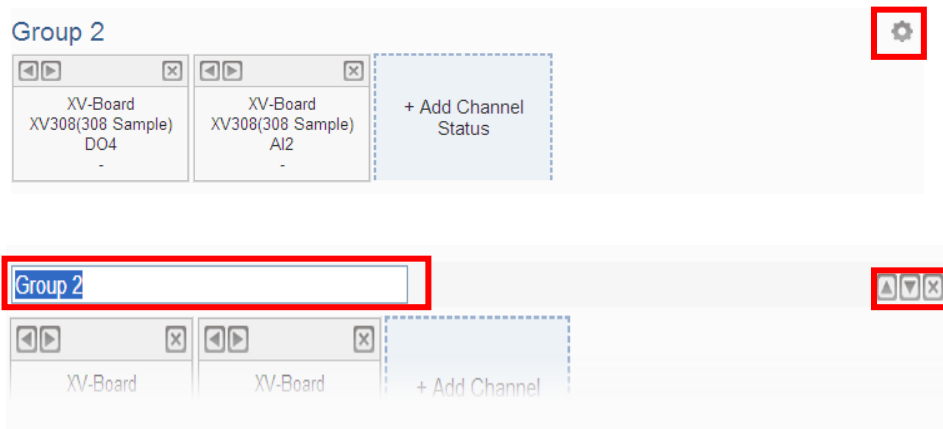 Group 2
XV-Board
XV308(308 Sample)
DO4
-
XV-Board
XV308(308 Sample)
AI2
-
+ Add Channel
Status
Group 2
XV-Board
XV-Board
+ Add Channel